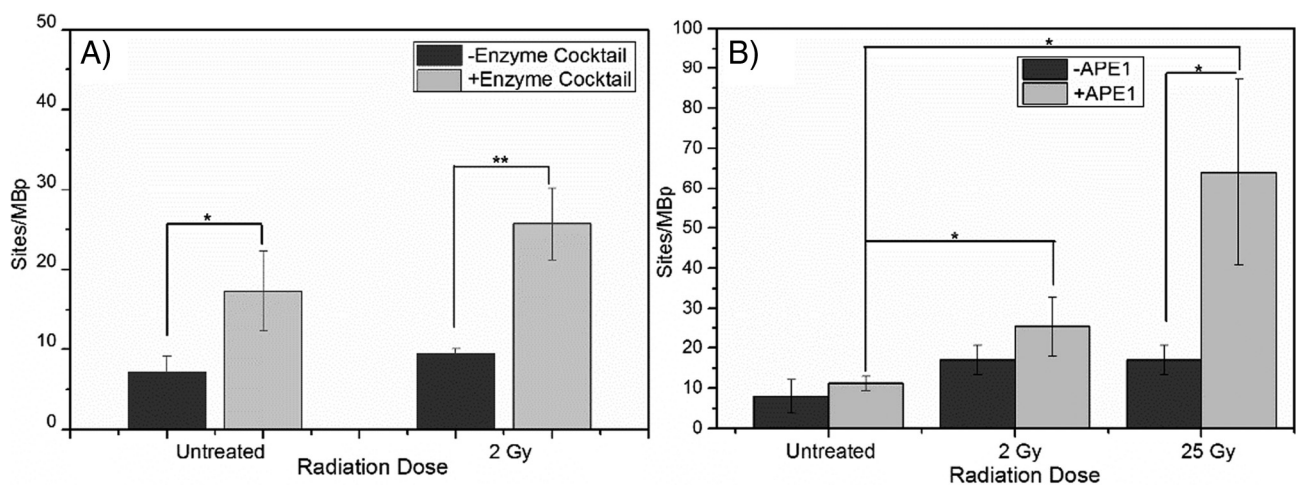 A)
-Enzyme Cocktail
+Enzyme Cocktail
50
40
30
20
10
0
Sites/MBp
*
**
Untreated
2 Gy
Radiation Dose
B)
-APE1
+APE1
100
90
80
70
60
50
40
30
20
10
0
Sites/MBp
*
*
*
Untreated
2 Gy
25 Gy
Radiation Dose